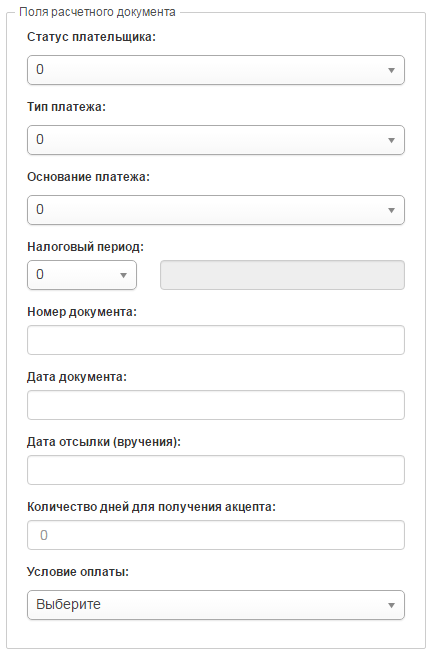 Поля расчетного документа
Статус плательщика:
0
Тип платежа:
0
Основание платежа:
0
Налоговый период:
0
Номер документа:
Дата документа:
Дата отсылки (вручения):
Количество дней для получения акцепта:
0
Условие оплаты:
Выберите